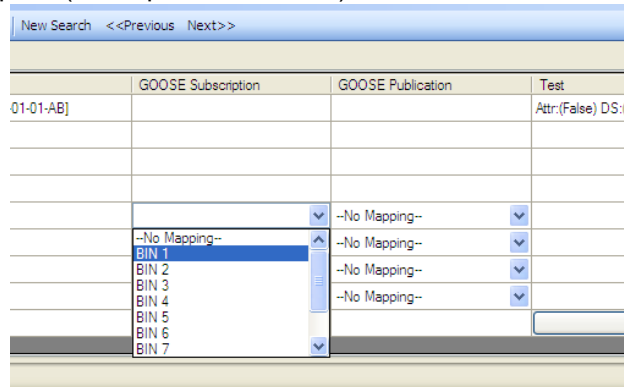 New Search <<Previous Next>>
GOOSE Subscription GOOSE Publication Test
-01-01-AB] Attr:(False) DS:
--No Mapping--
--No Mapping-- --No Mapping--
BIN 1
BIN 2 --No Mapping--
BIN 3
BIN 4 --No Mapping--
BIN 5
BIN 6
BIN 7